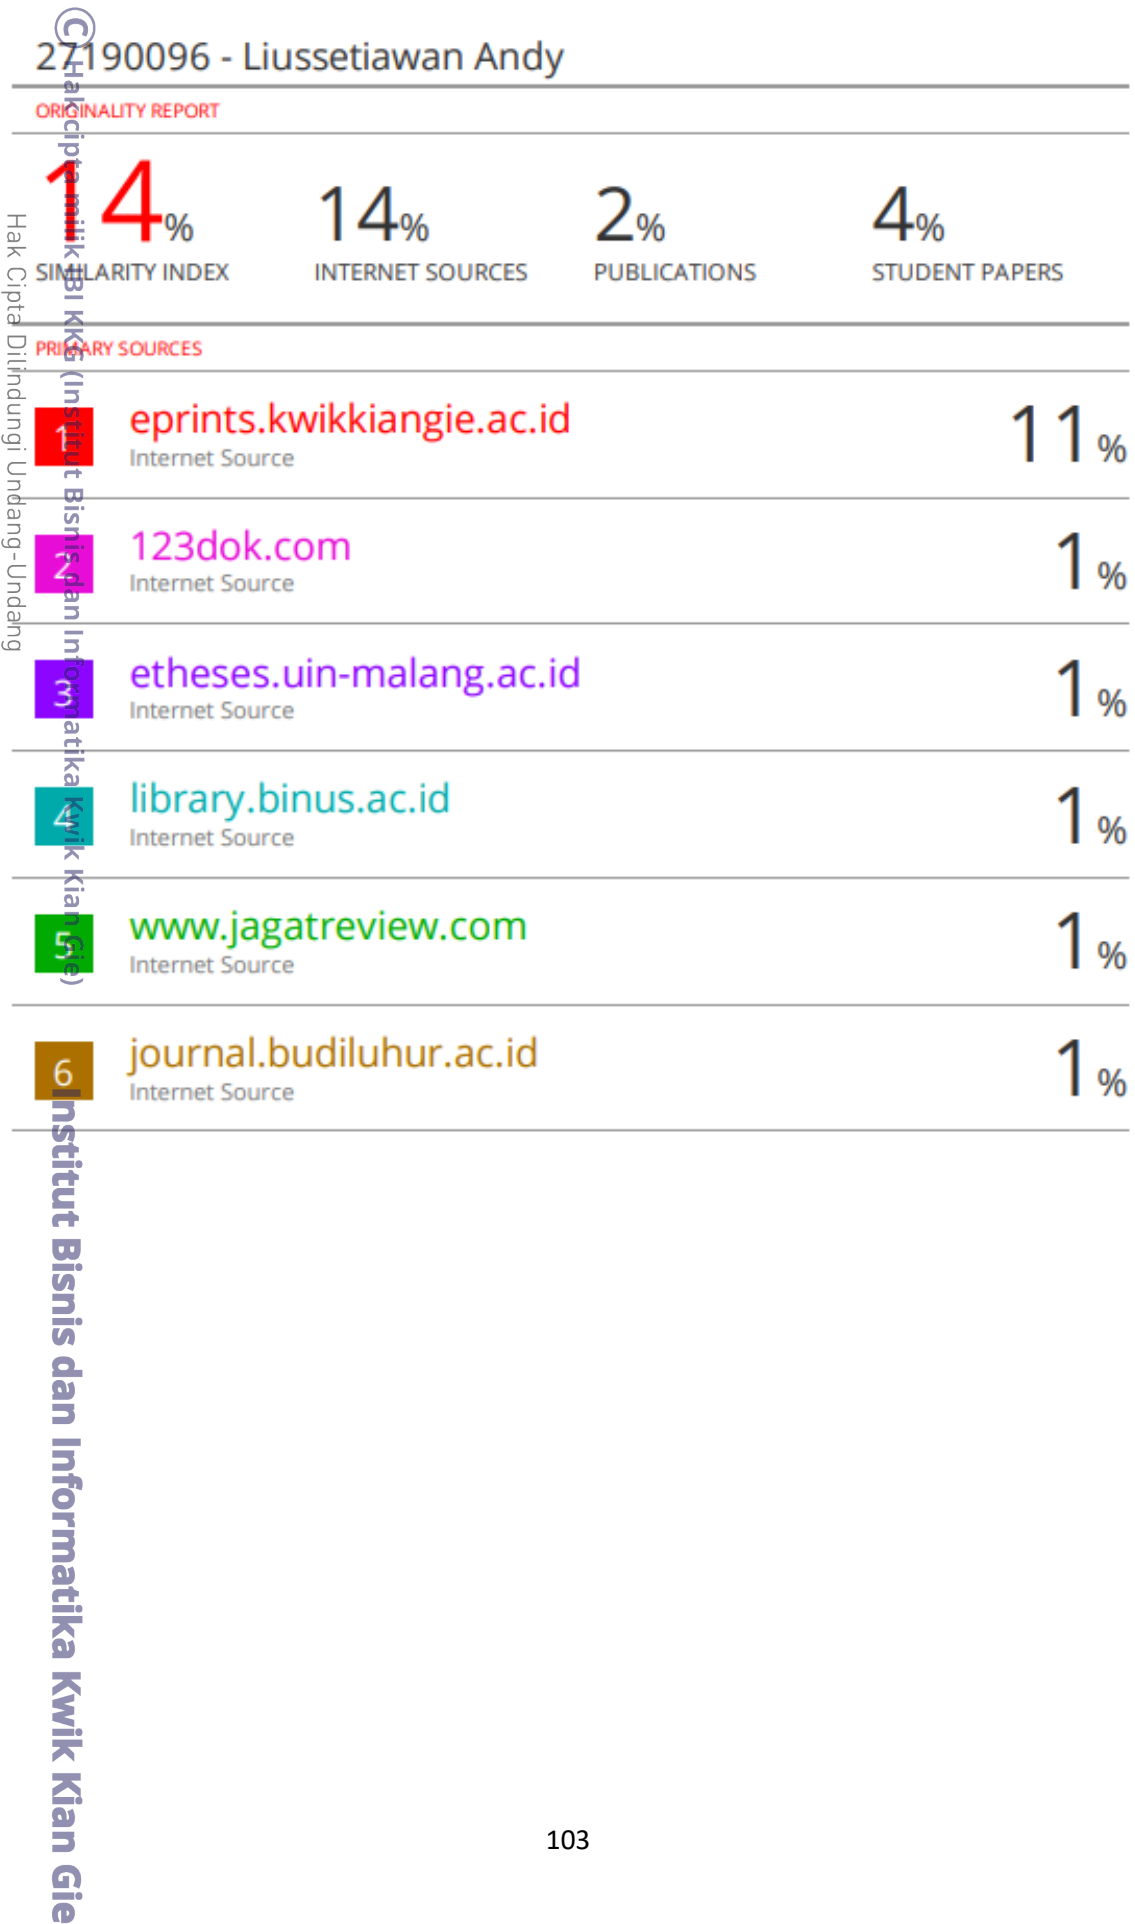 27190096 - Liussetiawan Andy
ORIGINALITY REPORT
14%
SIMILARITY INDEX
14%
INTERNET SOURCES
2%
PUBLICATIONS
4%
STUDENT PAPERS
PRIMARY SOURCES
1
eprints.kwikkiangie.ac.id
Internet Source
11%
2
123dok.com
Internet Source
1%
3
etheses.uin-malang.ac.id
Internet Source
1%
4
library.binus.ac.id
Internet Source
1%
5
www.jagatreview.com
Internet Source
1%
6
journal.budiluhur.ac.id
Internet Source
1%
103
© Hak cipta milik IBI KKG (Institut Bisnis dan Informatika Kwik Kian Gie)
Hak Cipta Dilindungi Undang-Undang
Institut Bisnis dan Informatika Kwik Kian Gie